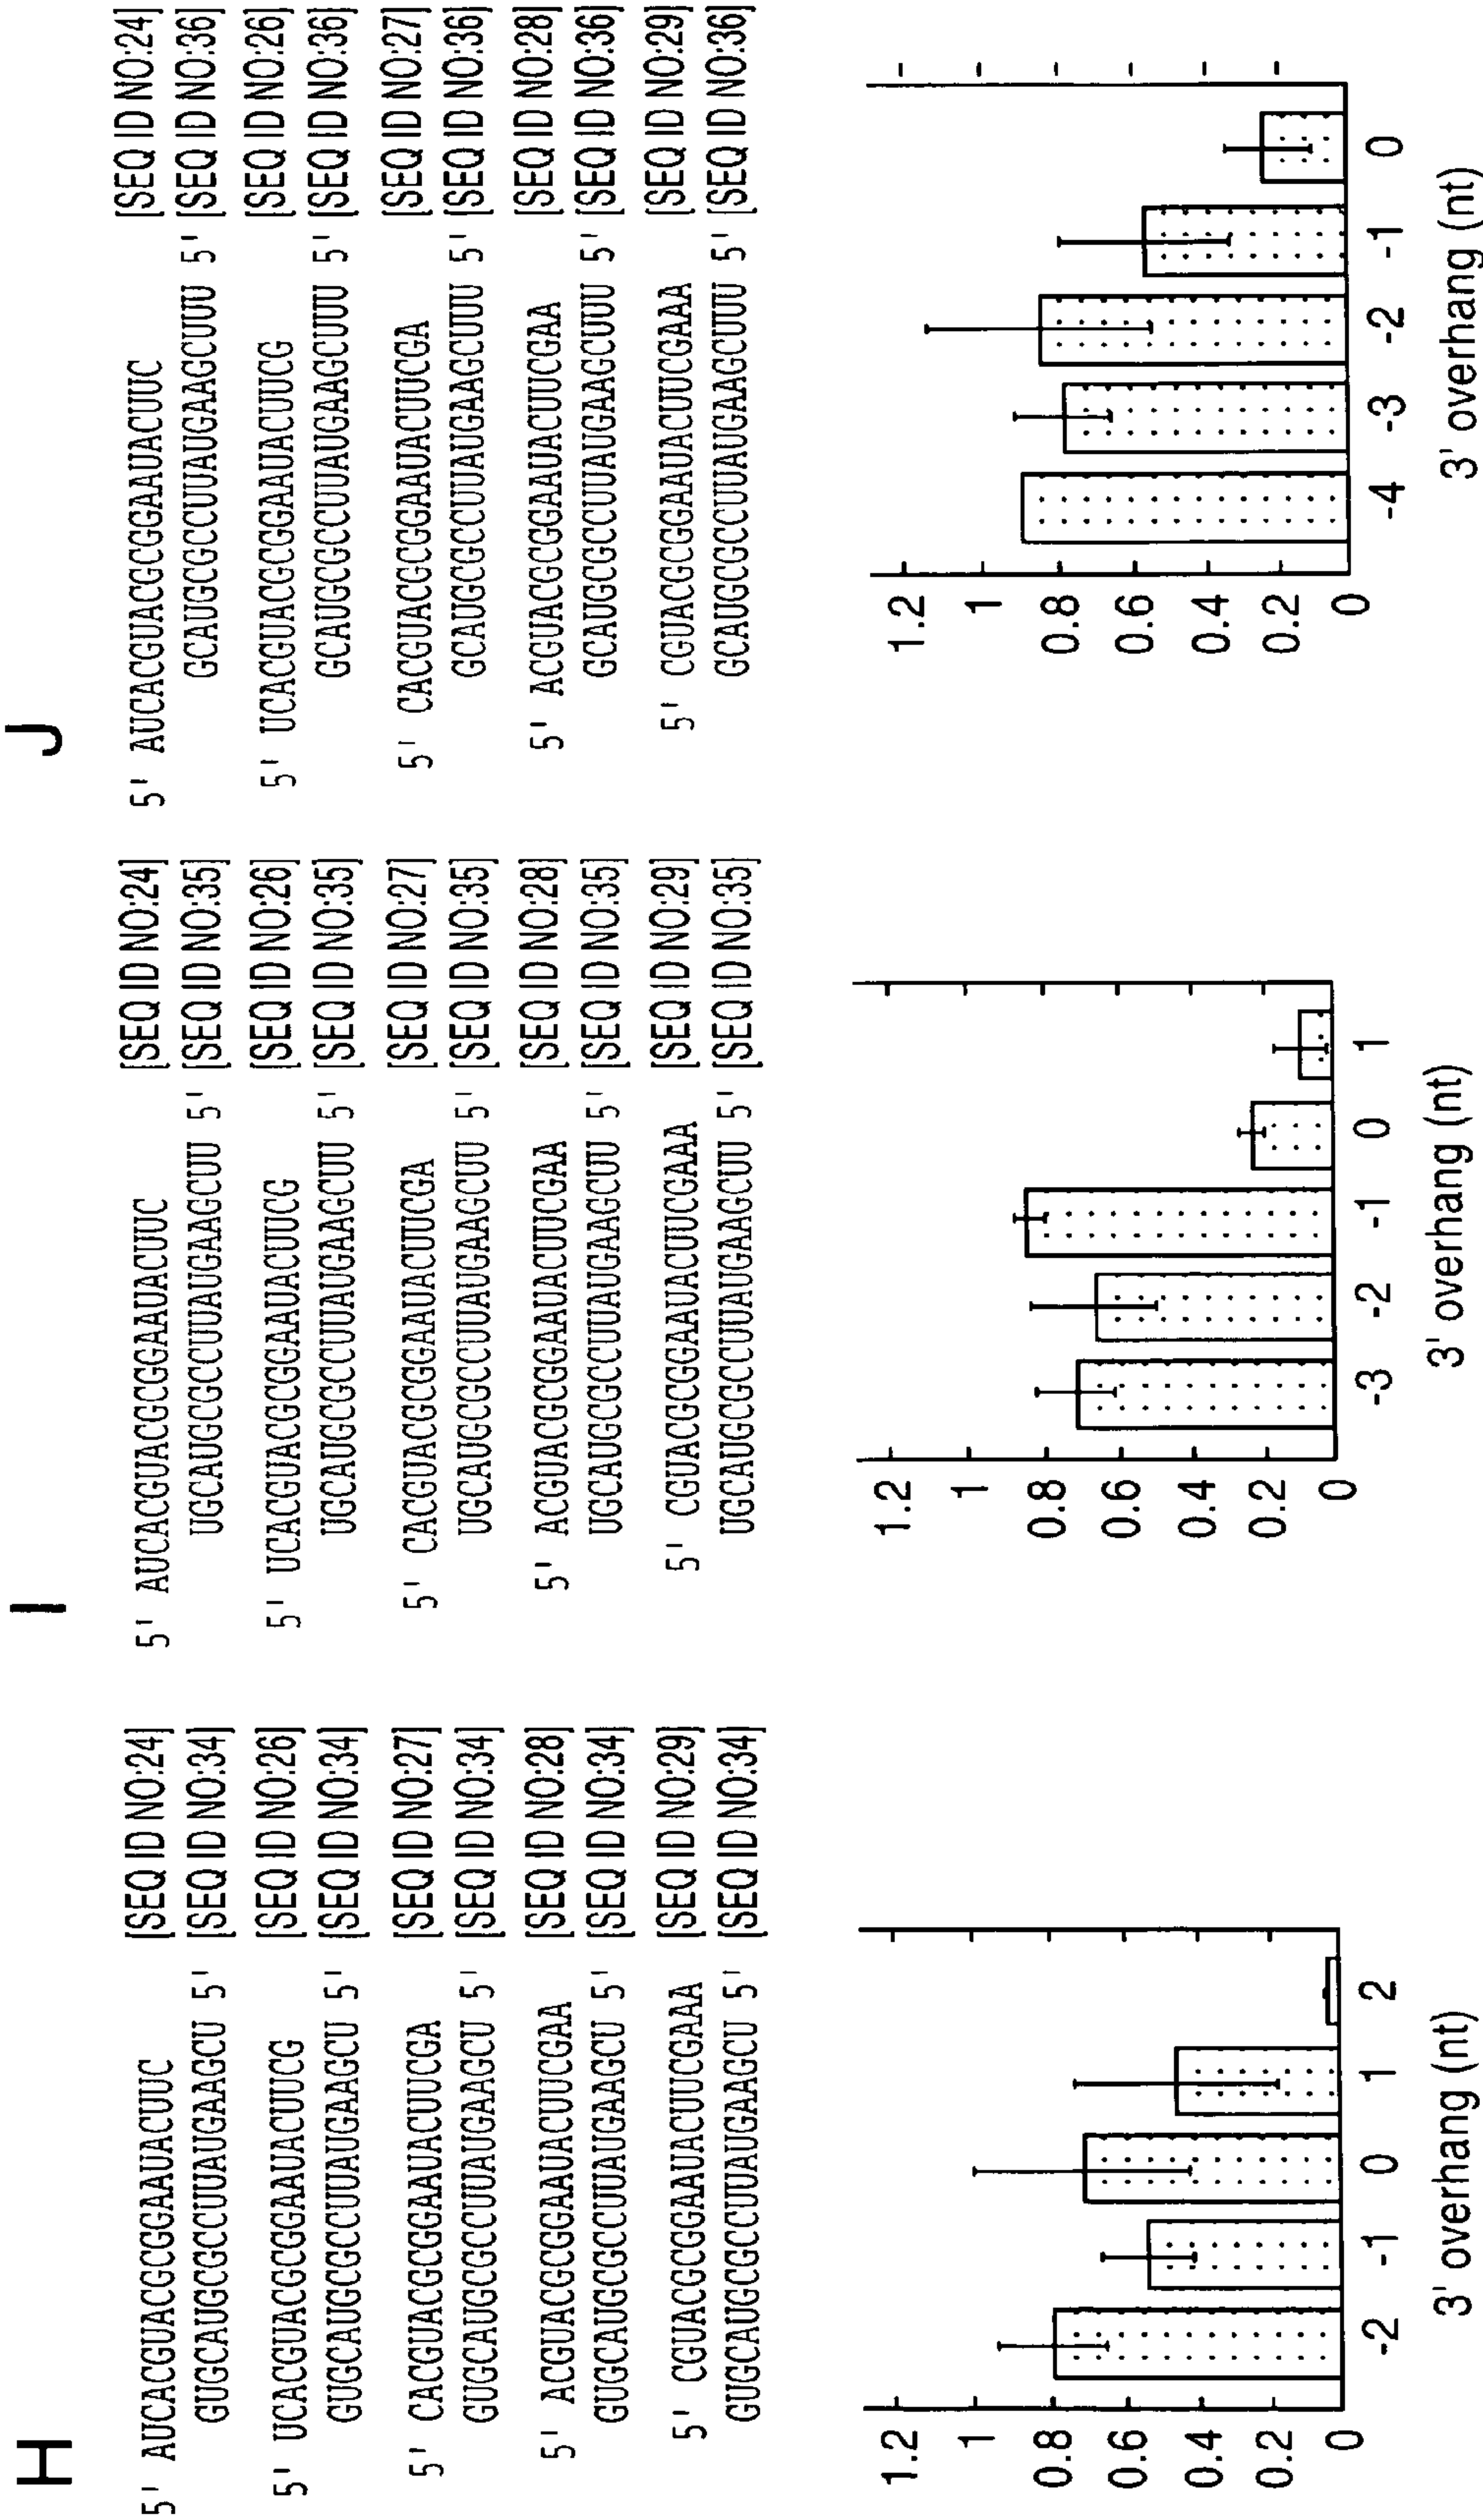 H
5' AUCACGUACGCGGAAUACUUC [SEQ ID NO:24]
GUGCAUGCGCCUUAUGAAGCU 5' [SEQ ID NO:34]
5' UCACGUACGCGGAAUACUUCG [SEQ ID NO:26]
GUGCAUGCGCCUUAUGAAGCU 5' [SEQ ID NO:34]
5' CACGUACGCGGAAUACUUCGA [SEQ ID NO:27]
GUGCAUGCGCCUUAUGAAGCU 5' [SEQ ID NO:34]
5' ACGUACGCGGAAUACUUCGAA [SEQ ID NO:28]
GUGCAUGCGCCUUAUGAAGCU 5' [SEQ ID NO:34]
5' CGUACGCGGAAUACUUCGAAA [SEQ ID NO:29]
GUGCAUGCGCCUUAUGAAGCU 5' [SEQ ID NO:34]
1.2
1
0.8
0.6
0.4
0.2
0
-2 -1 0 1 2
3' overhang (nt)
I
5' AUCACGUACGCGGAAUACUUC [SEQ ID NO:24]
UGCAUGCGCCUUAUGAAGCUU 5' [SEQ ID NO:35]
5' UCACGUACGCGGAAUACUUCG [SEQ ID NO:26]
UGCAUGCGCCUUAUGAAGCUU 5' [SEQ ID NO:35]
5' CACGUACGCGGAAUACUUCGA [SEQ ID NO:27]
UGCAUGCGCCUUAUGAAGCUU 5' [SEQ ID NO:35]
5' ACGUACGCGGAAUACUUCGAA [SEQ ID NO:28]
UGCAUGCGCCUUAUGAAGCUU 5' [SEQ ID NO:35]
5' CGUACGCGGAAUACUUCGAAA [SEQ ID NO:29]
UGCAUGCGCCUUAUGAAGCUU 5' [SEQ ID NO:35]
1.2
1
0.8
0.6
0.4
0.2
0
-3 -2 -1 0 1
3' overhang (nt)
J
5' AUCACGUACGCGGAAUACUUC [SEQ ID NO:24]
GCAUGCGCCUUAUGAAGCUUU 5' [SEQ ID NO:36]
5' UCACGUACGCGGAAUACUUCG [SEQ ID NO:26]
GCAUGCGCCUUAUGAAGCUUU 5' [SEQ ID NO:36]
5' CACGUACGCGGAAUACUUCGA [SEQ ID NO:27]
GCAUGCGCCUUAUGAAGCUUU 5' [SEQ ID NO:36]
5' ACGUACGCGGAAUACUUCGAA [SEQ ID NO:28]
GCAUGCGCCUUAUGAAGCUUU 5' [SEQ ID NO:36]
5' CGUACGCGGAAUACUUCGAAA [SEQ ID NO:29]
GCAUGCGCCUUAUGAAGCUUU 5' [SEQ ID NO:36]
1.2
1
0.8
0.6
0.4
0.2
0
-4 -3 -2 -1 0
3' overhang (nt)